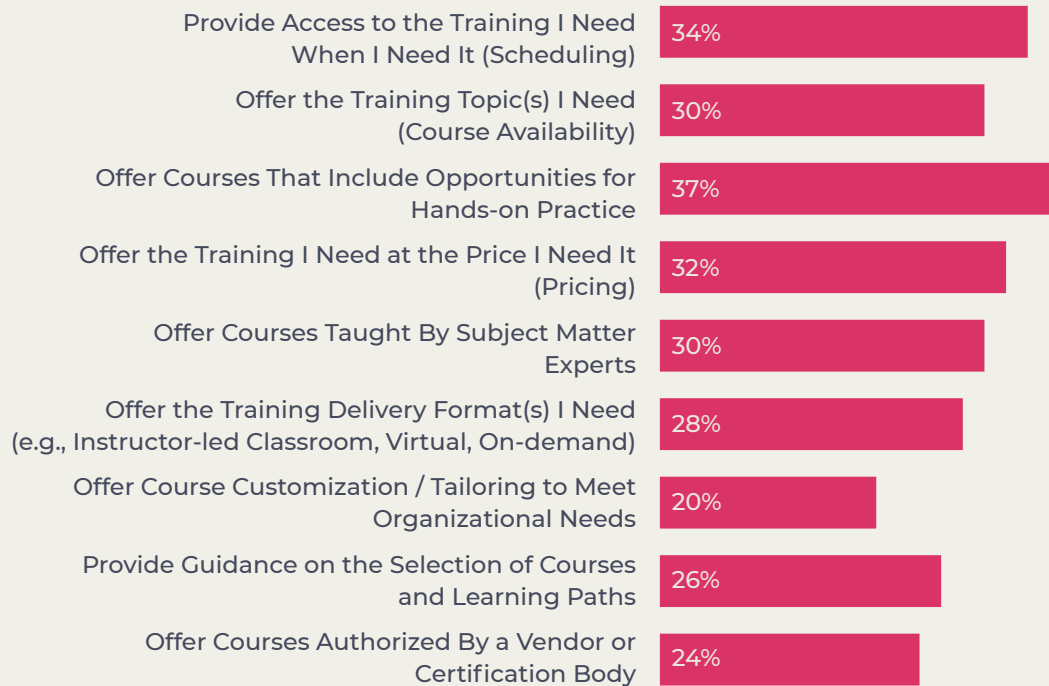 Provide Access to the Training I Need
When I Need It (Scheduling)
34%
Offer the Training Topic(s) I Need
(Course Availability)
30%
Offer Courses That Include Opportunities for
Hands-on Practice
37%
Offer the Training I Need at the Price I Need It
(Pricing)
32%
Offer Courses Taught By Subject Matter
Experts
30%
Offer the Training Delivery Format(s) I Need
(e.g., Instructor-led Classroom, Virtual, On-demand)
28%
Offer Course Customization / Tailoring to Meet
Organizational Needs
20%
Provide Guidance on the Selection of Courses
and Learning Paths
26%
Offer Courses Authorized By a Vendor or
Certification Body
24%